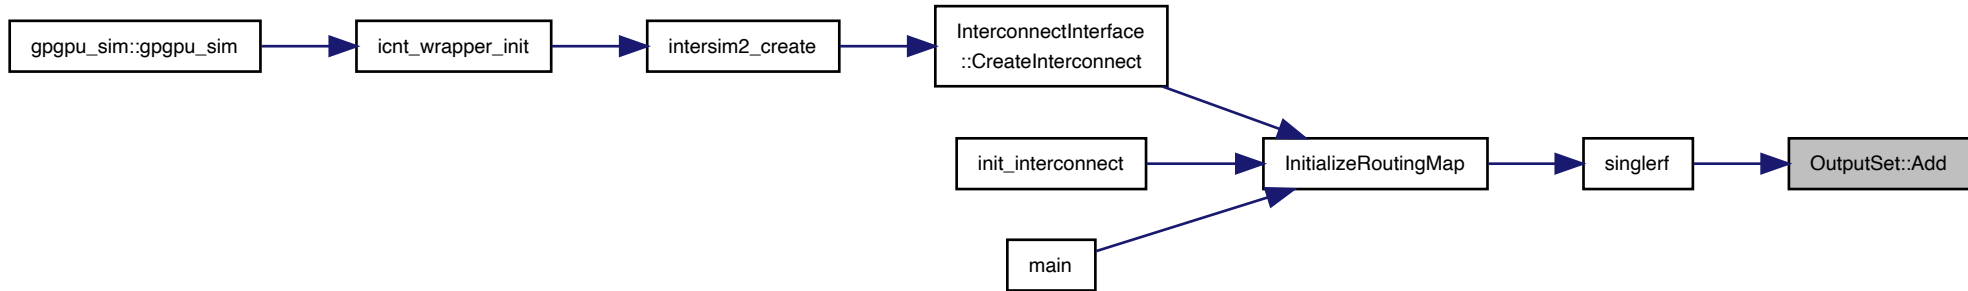 gpgpu_sim::gpgpu_sim
icnt_wrapper_init
intersim2_create
InterconnectInterface
::CreateInterconnect
init_interconnect
InitializeRoutingMap
singlerf
OutputSet::Add
main